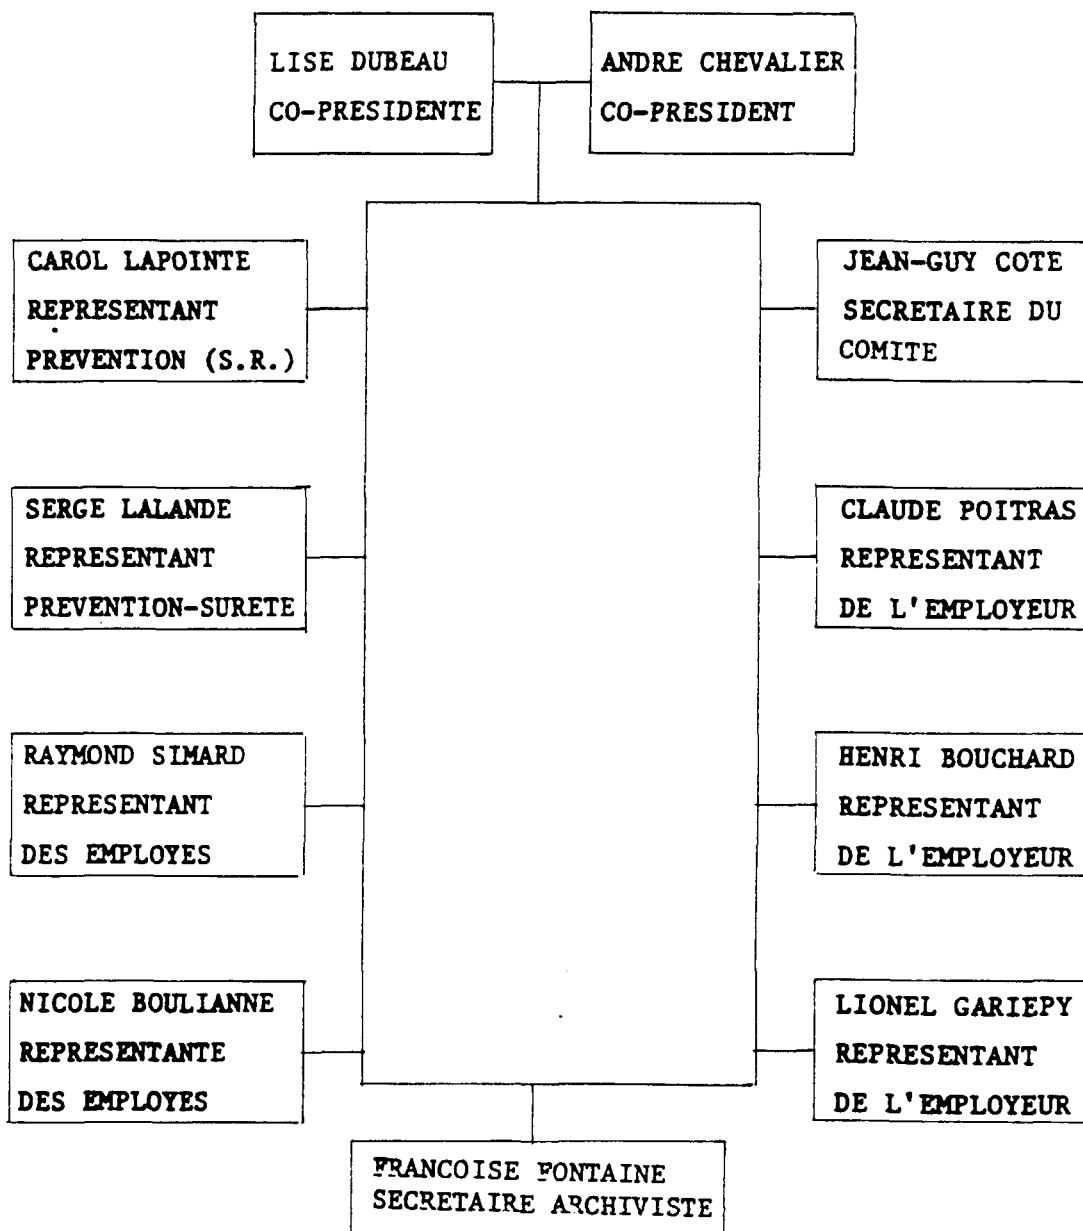 LISE DUBEAU
CO-PRESIDENTE
ANDRE CHEVALIER
CO-PRESIDENT
CAROL LAPOINTE
REPRESENTANT
PREVENTION (S.R.)
JEAN-GUY COTE
SECRETAIRE DU
COMITE
SERGE LALANDE
REPRESENTANT
PREVENTION-SURETE
CLAUDE POITRAS
REPRESENTANT
DE L'EMPLOYEUR
RAYMOND SIMARD
REPRESENTANT
DES EMPLOYES
HENRI BOUCHARD
REPRESENTANT
DE L'EMPLOYEUR
NICOLE BOULIANNE
REPRESENTANTE
DES EMPLOYES
LIONEL GARIEPY
REPRESENTANT
DE L'EMPLOYEUR
FRANCOISE FONTAINE
SECRETAIRE ARCHIVISTE